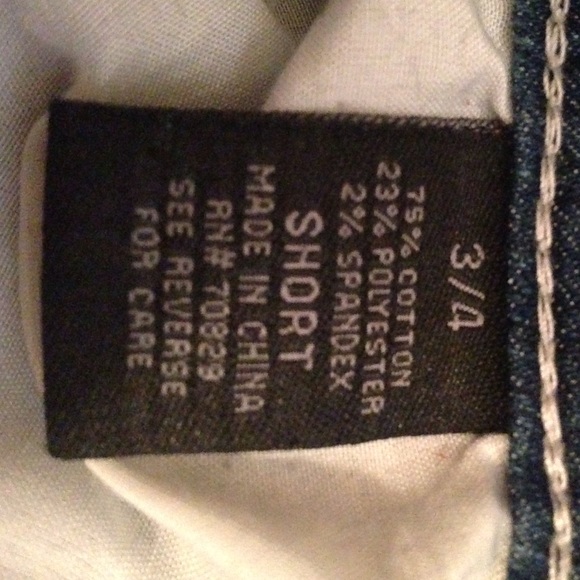 3/4
75% COTTON
23% POLYESTER
2% SPANDEX
SHORT
MADE IN CHINA
RN# 70829
SEE REVERSE
FOR CARE